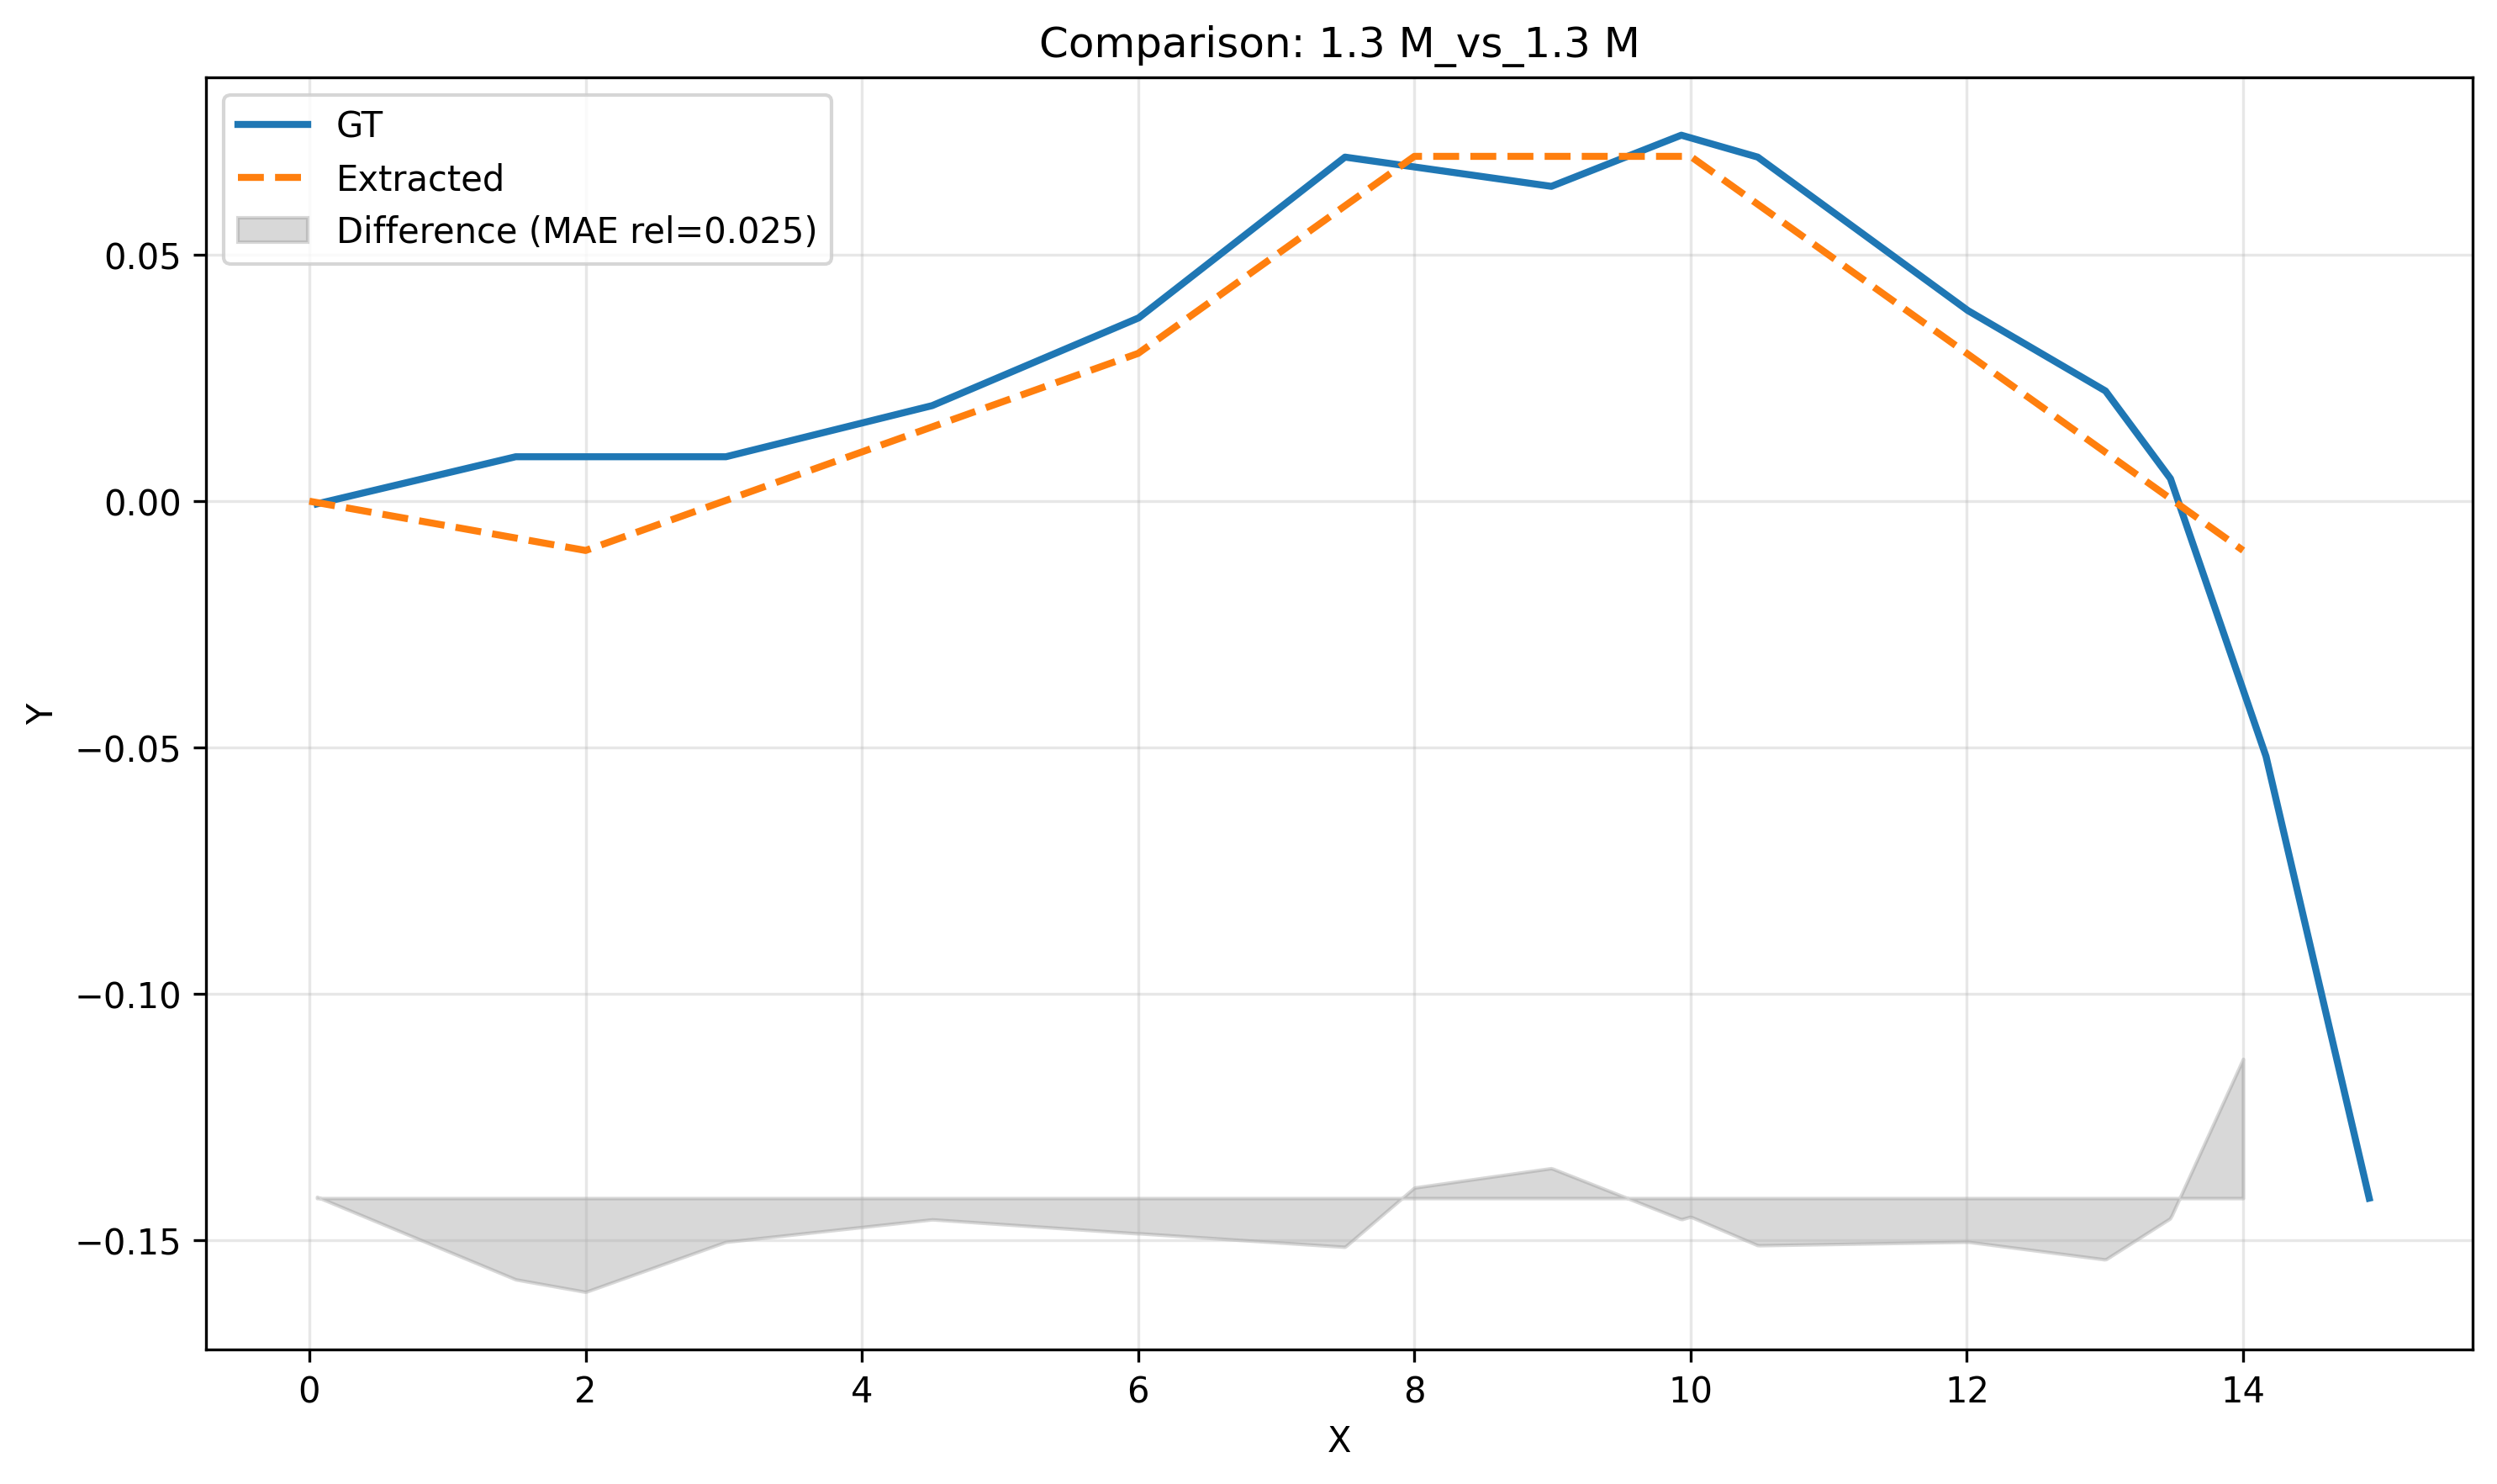 Comparison: 1.3 M_vs_1.3 M
GT
Extracted
Difference (MAE rel=0.025)
0.05
0.00
−0.05
−0.10
−0.15
Y
0 2 4 6 8 10 12 14
X